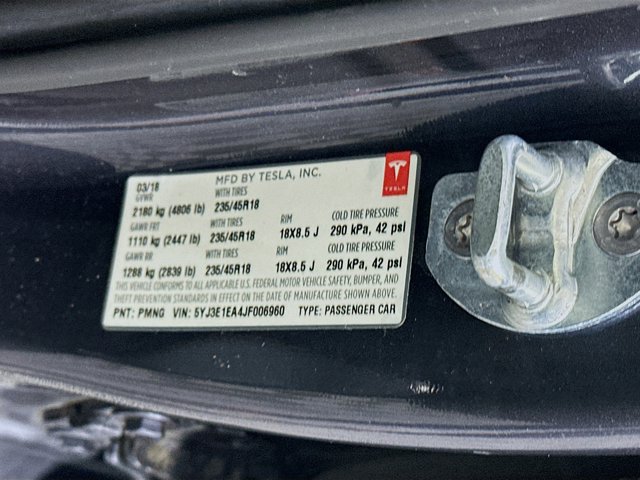 03/18 MFD BY TESLA, INC.
GVWR WITH TIRES
2180 kg (4806 lb) 235/45R18
GAWR FRT WITH TIRES RIM COLD TIRE PRESSURE
1110 kg (2447 lb) 235/45R18 18X8.5 J 290 kPa, 42 psi
GAWR RR WITH TIRES RIM COLD TIRE PRESSURE
1288 kg (2839 lb) 235/45R18 18X8.5 J 290 kPa, 42 psi
THIS VEHICLE CONFORMS TO ALL APPLICABLE U.S. FEDERAL MOTOR VEHICLE SAFETY, BUMPER, AND
THEFT PREVENTION STANDARDS IN EFFECT ON THE DATE OF MANUFACTURE SHOWN ABOVE.
PNT: PMNG VIN: 5YJ3E1EA4JF006960 TYPE: PASSENGER CAR
TESLA